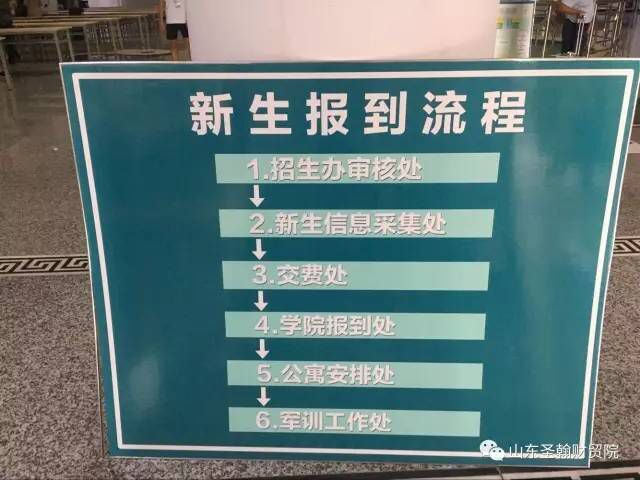 新生报到流程
1.招生办审核处
2.新生信息采集处
3.交费处
4.学院报到处
5.公寓安排处
6.军训工作处
山东圣翰财贸院